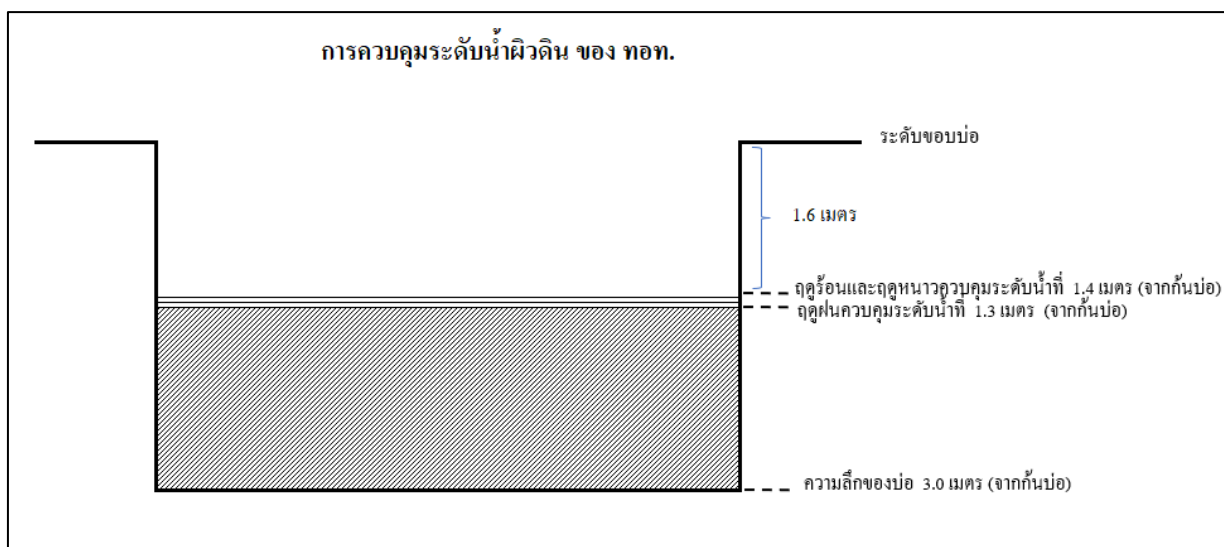 การควบคุมระดับน้ำผิวดิน ของ ทอท.
ระดับขอบบ่อ
1.6 เมตร
ฤดูร้อนและฤดูหนาวควบคุมระดับน้ำที่ 1.4 เมตร (จากก้นบ่อ)
ฤดูฝนควบคุมระดับน้ำที่ 1.3 เมตร (จากก้นบ่อ)
ความลึกของบ่อ 3.0 เมตร (จากก้นบ่อ)